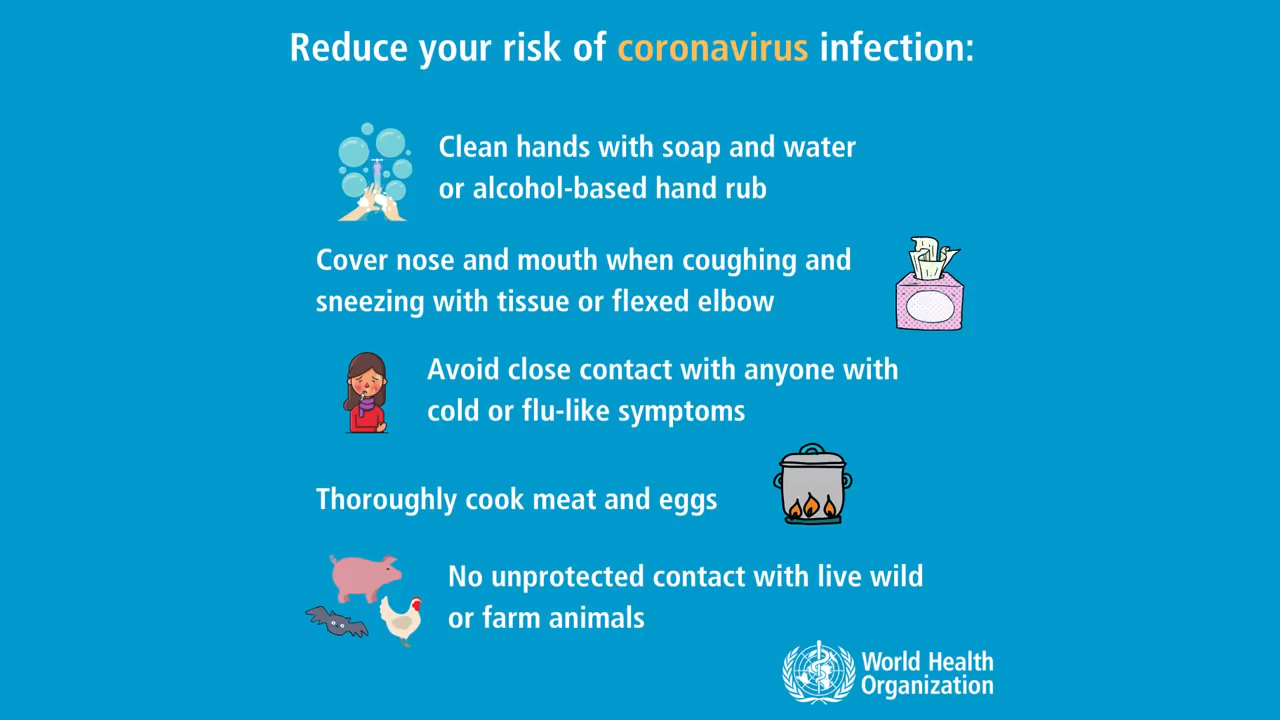 Reduce your risk of coronavirus infection:
Clean hands with soap and water
or alcohol-based hand rub
Cover nose and mouth when coughing and
sneezing with tissue or flexed elbow
Avoid close contact with anyone with
cold or flu-like symptoms
Thoroughly cook meat and eggs
No unprotected contact with live wild
or farm animals
World Health
Organization